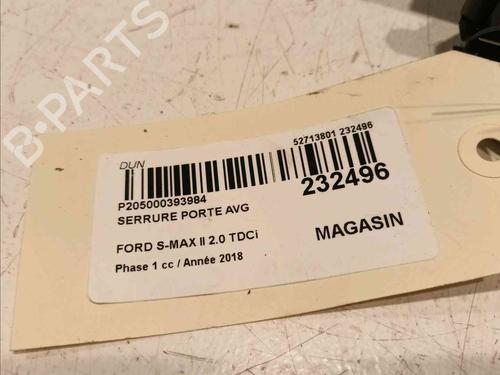 B-PARTS
DUN
52713801 232496
P205000393984
232496
SERRURE PORTE AVG
FORD S-MAX II 2.0 TDCi
MAGASIN
Phase 1 cc / Année 2018